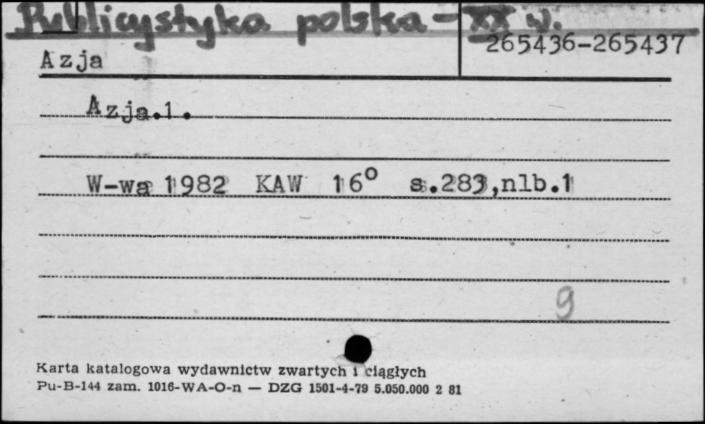 Publicystyka polska - XX w.
265436-265437
Azja
Azja.1.
W-wa 1982 KAW 16° s.283,nlb.1
9
Karta katalogowa wydawnictw zwartych i ciągłych
Pu-B-144 zam. 1016-WA-O-n — DZG 1501-4-79 5.050.000 2 81